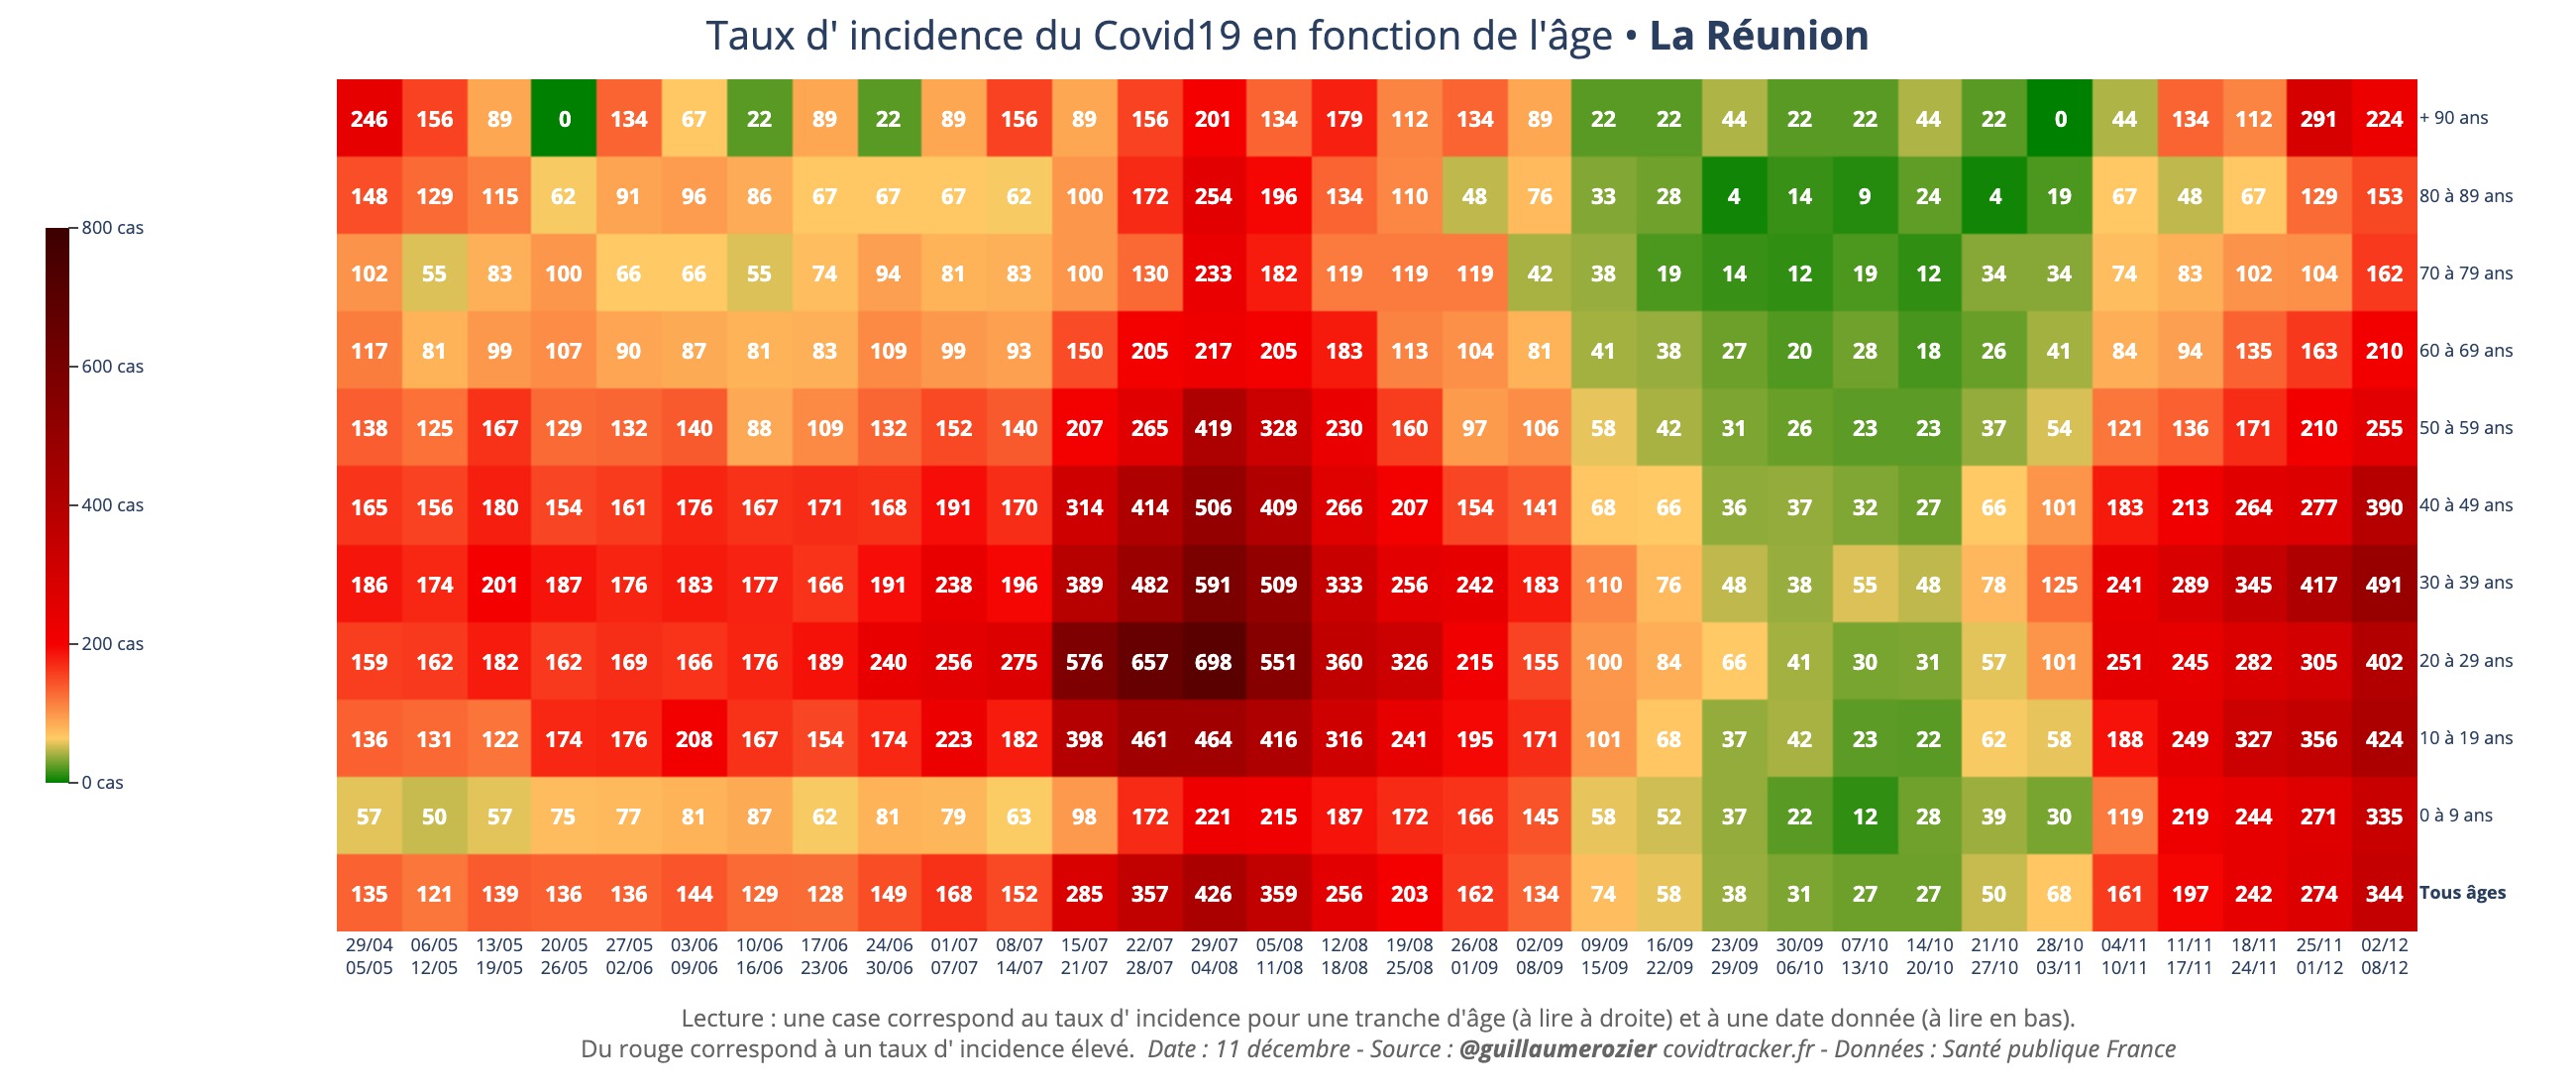 Taux d' incidence du Covid19 en fonction de l'âge • La Réunion
800 cas
600 cas
400 cas
200 cas
0 cas
246 156 89 0 134 67 22 89 22 89 156 89 156 201 134 179 112 134 89 22 22 44 22 22 44 22 0 44 134 112 291 224 + 90 ans
148 129 115 62 91 96 86 67 67 67 62 100 172 254 196 134 110 48 76 33 28 4 14 9 24 4 19 67 48 67 129 153 80 à 89 ans
102 55 83 100 66 66 55 74 94 81 83 100 130 233 182 119 119 119 42 38 19 14 12 19 12 34 34 74 83 102 104 162 70 à 79 ans
117 81 99 107 90 87 81 83 109 99 93 150 205 217 205 183 113 104 81 41 38 27 20 28 18 26 41 84 94 135 163 210 60 à 69 ans
138 125 167 129 132 140 88 109 132 152 140 207 265 419 328 230 160 97 106 58 42 31 26 23 23 37 54 121 136 171 210 255 50 à 59 ans
165 156 180 154 161 176 167 171 168 191 170 314 414 506 409 266 207 154 141 68 66 36 37 32 27 66 101 183 213 264 277 390 40 à 49 ans
186 174 201 187 176 183 177 166 191 238 196 389 482 591 509 333 256 242 183 110 76 48 38 55 48 78 125 241 289 345 417 491 30 à 39 ans
159 162 182 162 169 166 176 189 240 256 275 576 657 698 551 360 326 215 155 100 84 66 41 30 31 57 101 251 245 282 305 402 20 à 29 ans
136 131 122 174 176 208 167 154 174 223 182 398 461 464 416 316 241 195 171 101 68 37 42 23 22 62 58 188 249 327 356 424 10 à 19 ans
57 50 57 75 77 81 87 62 81 79 63 98 172 221 215 187 172 166 145 58 52 37 22 12 28 39 30 119 219 244 271 335 0 à 9 ans
135 121 139 136 136 144 129 128 149 168 152 285 357 426 359 256 203 162 134 74 58 38 31 27 27 50 68 161 197 242 274 344 Tous âges
29/04 06/05 13/05 20/05 27/05 03/06 10/06 17/06 24/06 01/07 08/07 15/07 22/07 29/07 05/08 12/08 19/08 26/08 02/09 09/09 16/09 23/09 30/09 07/10 14/10 21/10 28/10 04/11 11/11 18/11 25/11 02/12
05/05 12/05 19/05 26/05 02/06 09/06 16/06 23/06 30/06 07/07 14/07 21/07 28/07 04/08 11/08 18/08 25/08 01/09 08/09 15/09 22/09 29/09 06/10 13/10 20/10 27/10 03/11 10/11 17/11 24/11 01/12 08/12
Lecture : une case correspond au taux d' incidence pour une tranche d'âge (à lire à droite) et à une date donnée (à lire en bas).
Du rouge correspond à un taux d' incidence élevé. Date : 11 décembre - Source : @guillaumerozier covidtracker.fr - Données : Santé publique France